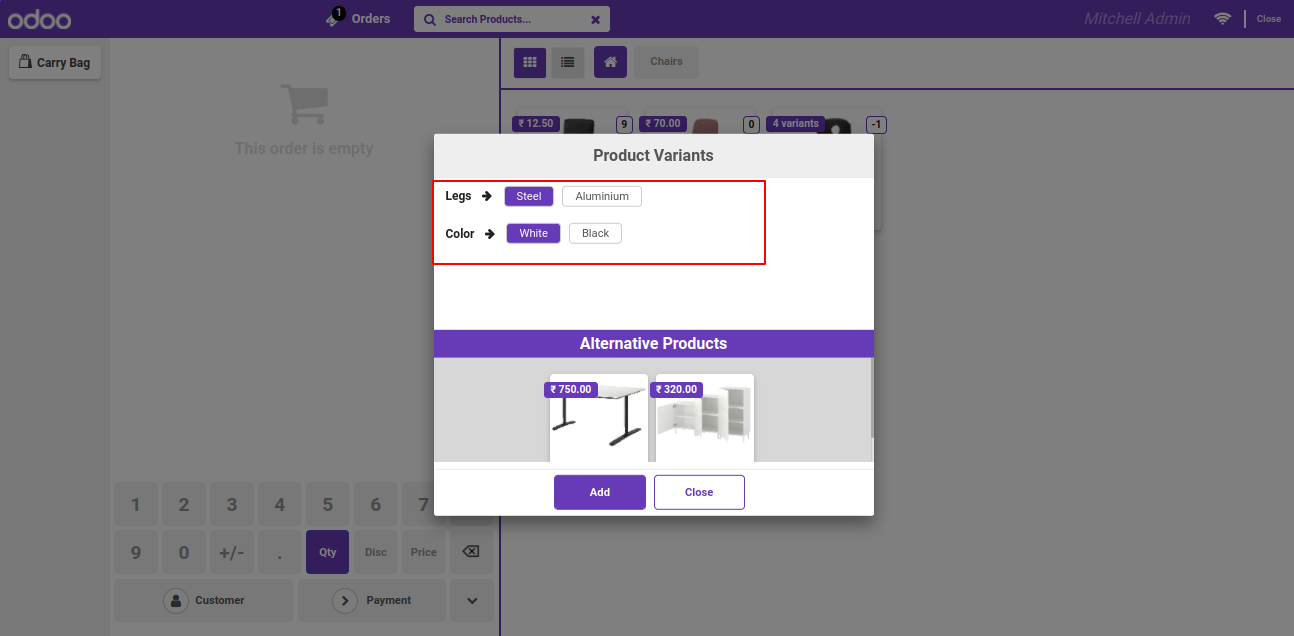 odoo
1
Orders
Search Products...
Mitchell Admin
Close
Carry Bag
Chairs
This order is empty
₹ 12.50
9
₹ 70.00
0
4 variants
-1
Product Variants
Legs
Steel
Aluminium
Color
White
Black
Alternative Products
₹ 750.00
₹ 320.00
Add
Close
1
2
3
4
5
6
7
9
0
+/-
.
Qty
Disc
Price
Customer
Payment